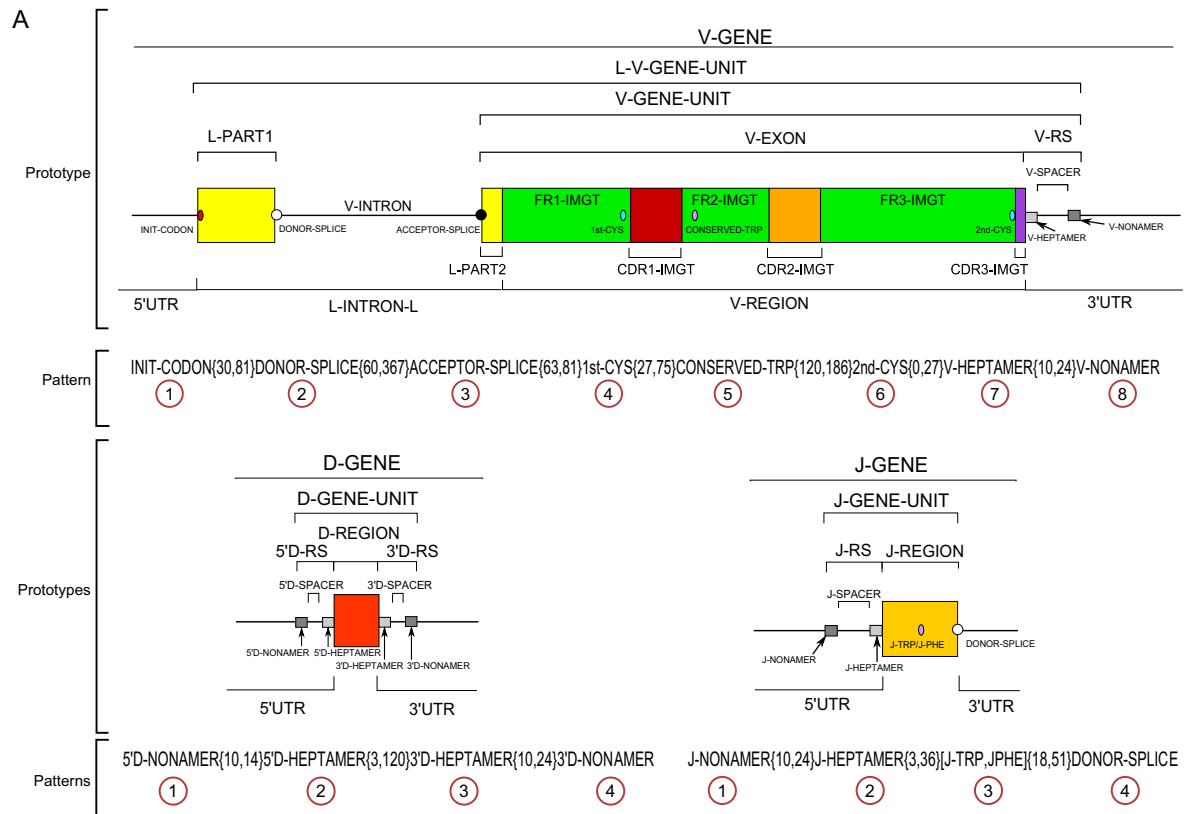 A
V-GENE
L-V-GENE-UNIT
V-GENE-UNIT
L-PART1
V-EXON
V-RS
Prototype
V-SPACER
V-INTRON
FR1-IMGT
FR2-IMGT
FR3-IMGT
INIT-CODON
DONOR-SPLICE
ACCEPTOR-SPLICE
1st-CYS
CONSERVED-TRP
2nd-CYS
V-HEPTAMER
V-NONAMER
L-PART2
CDR1-IMGT
CDR2-IMGT
CDR3-IMGT
5'UTR
L-INTRON-L
V-REGION
3'UTR
Pattern
INIT-CODON{30,81}DONOR-SPLICE{60,367}ACCEPTOR-SPLICE{63,81}1st-CYS{27,75}CONSERVED-TRP{120,186}2nd-CYS{0,27}V-HEPTAMER{10,24}V-NONAMER
1 2 3 4 5 6 7 8
Prototypes
D-GENE
D-GENE-UNIT
D-REGION
5'D-RS
3'D-RS
5'D-SPACER
3'D-SPACER
5'D-NONAMER
5'D-HEPTAMER
3'D-HEPTAMER
3'D-NONAMER
5'UTR
3'UTR
J-GENE
J-GENE-UNIT
J-RS
J-REGION
J-SPACER
J-TRP/J-PHE
DONOR-SPLICE
J-NONAMER
J-HEPTAMER
5'UTR
3'UTR
Patterns
5'D-NONAMER{10,14}5'D-HEPTAMER{3,120}3'D-HEPTAMER{10,24}3'D-NONAMER
1 2 3 4
J-NONAMER{10,24}J-HEPTAMER{3,36}[J-TRP,JPHE]{18,51}DONOR-SPLICE
1 2 3 4